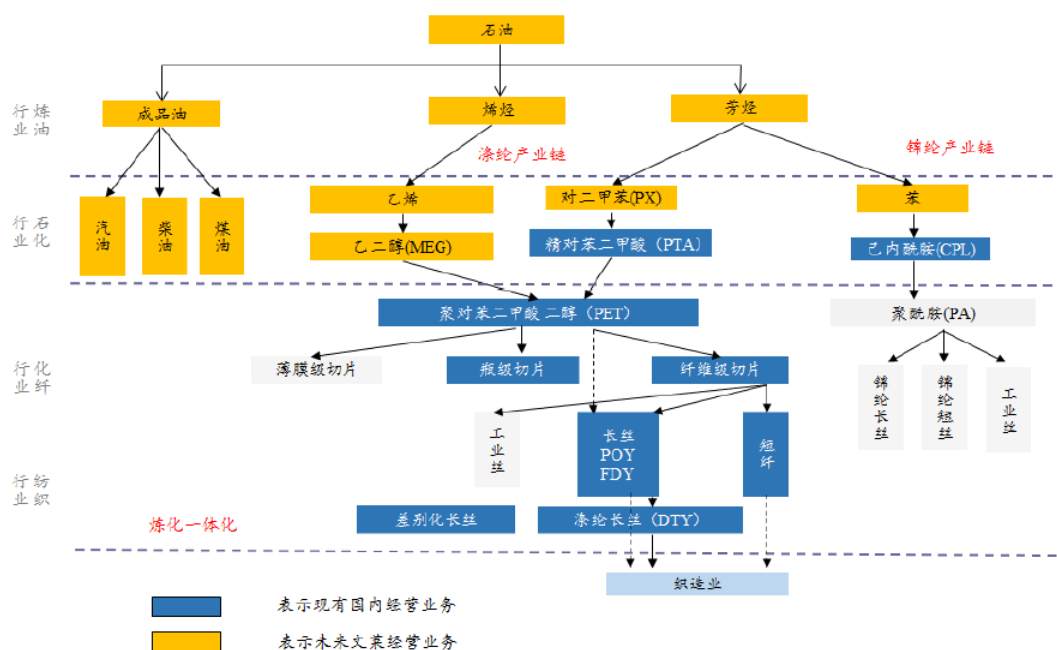 石油
炼油行业
成品油
烯烃
芳烃
涤纶产业链
锦纶产业链
石化行业
汽油
柴油
煤油
乙烯
对二甲苯(PX)
苯
乙二醇(MEG)
精对苯二甲酸（PTA）
己内酰胺(CPL)
聚对苯二甲酸 二醇（PET）
聚酰胺(PA)
化纤行业
薄膜级切片
瓶级切片
纤维级切片
锦纶长丝
锦纶短丝
工业丝
工业丝
长丝
POY
FDY
短纤
纺织行业
差别化长丝
涤纶长丝（DTY）
炼化一体化
织造业
表示现有国内经营业务
表示未来文莱经营业务